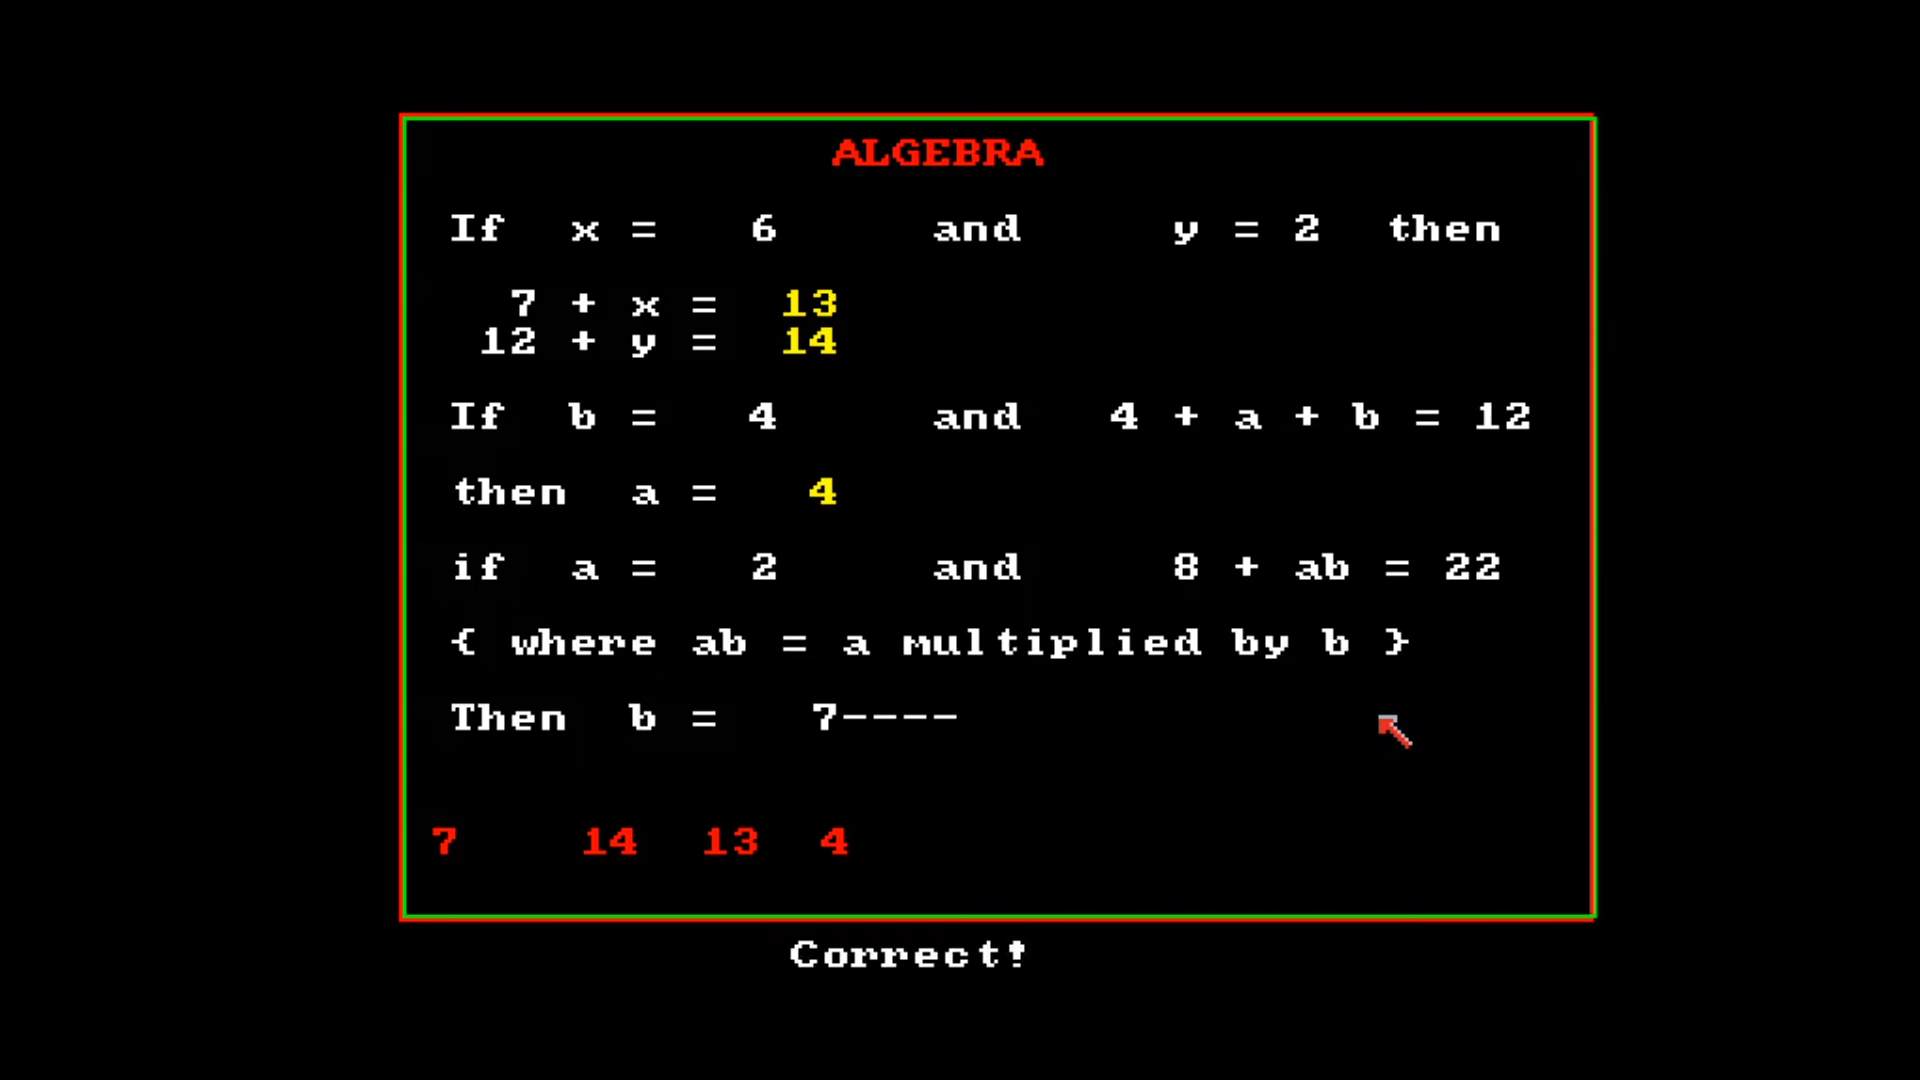 ALGEBRA
If x = 6 and y = 2 then
7 + x = 13
12 + y = 14
If b = 4 and 4 + a + b = 12
then a = 4
if a = 2 and 8 + ab = 22
{ where ab = a multiplied by b }
Then b = 7----
7 14 13 4
Correct!